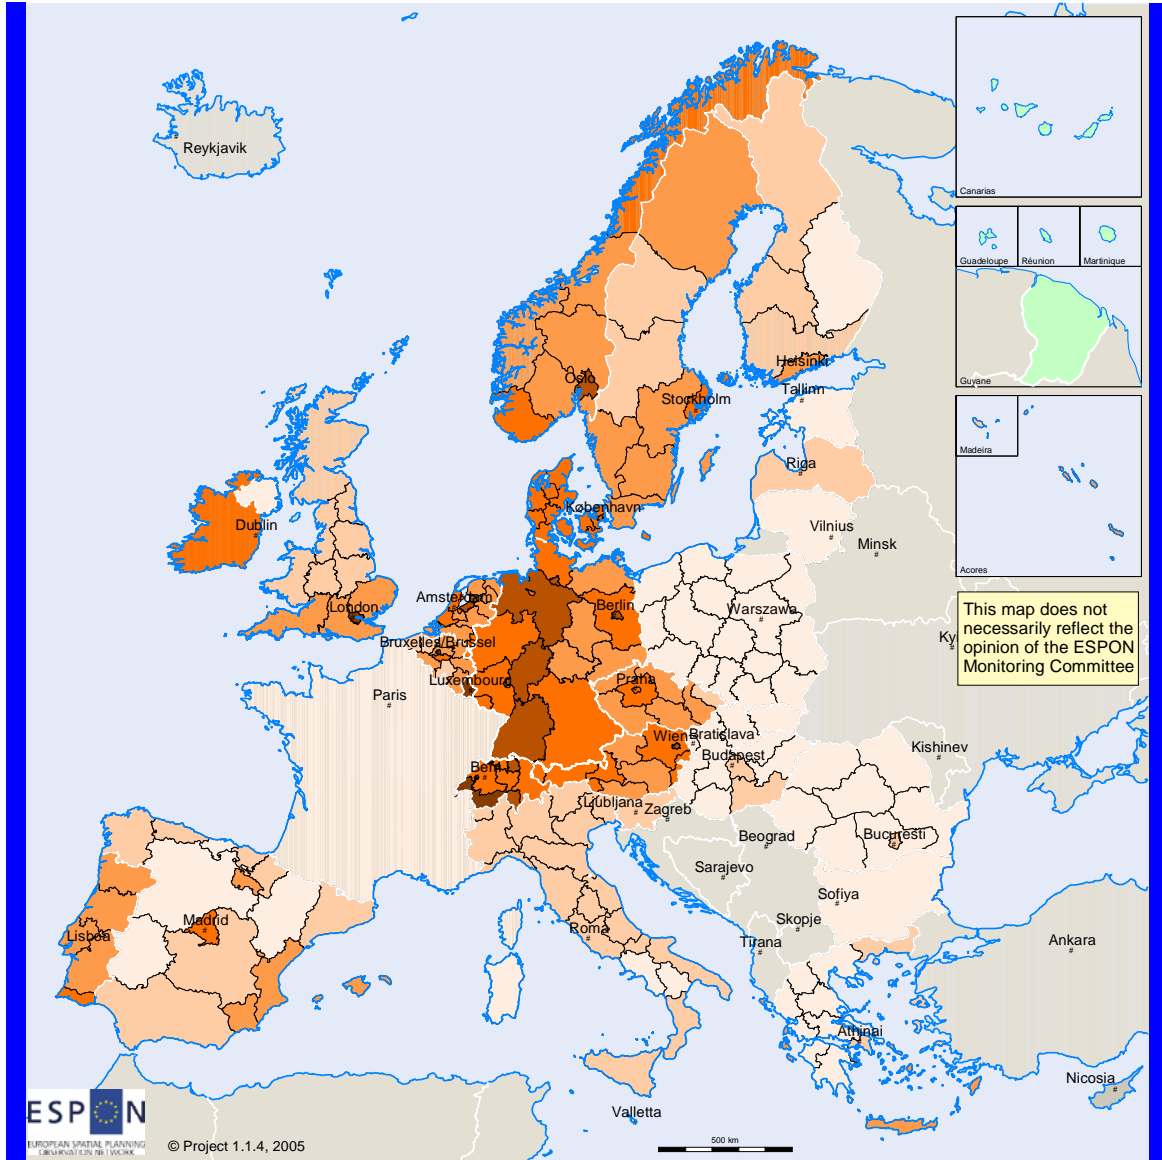 Reykjavik
Canarias
Guadeloupe
Réunion
Martinique
Guyane
Oslo
Helsinki
Stockholm
Tallinn
Madeira
Riga
København
Dublin
Vilnius
Minsk
Acores
Amsterdam
London
Berlin
Warszawa
This map does not
necessarily reflect the
opinion of the ESPON
Monitoring Committee
Bruxelles/Brussel
Luxembourg
Praha
Paris
Wien
Bratislava
Kishinev
Budapest
Bern
Ljubljana
Zagreb
Beograd
Bucuresti
Sarajevo
Sofiya
Madrid
Skopje
Lisboa
Roma
Tirana
Ankara
Athinai
Nicosia
Valletta
ESPON
EUROPEAN SPATIAL PLANNING
OBSERVATION NETWORK
© Project 1.1.4, 2005
500 km